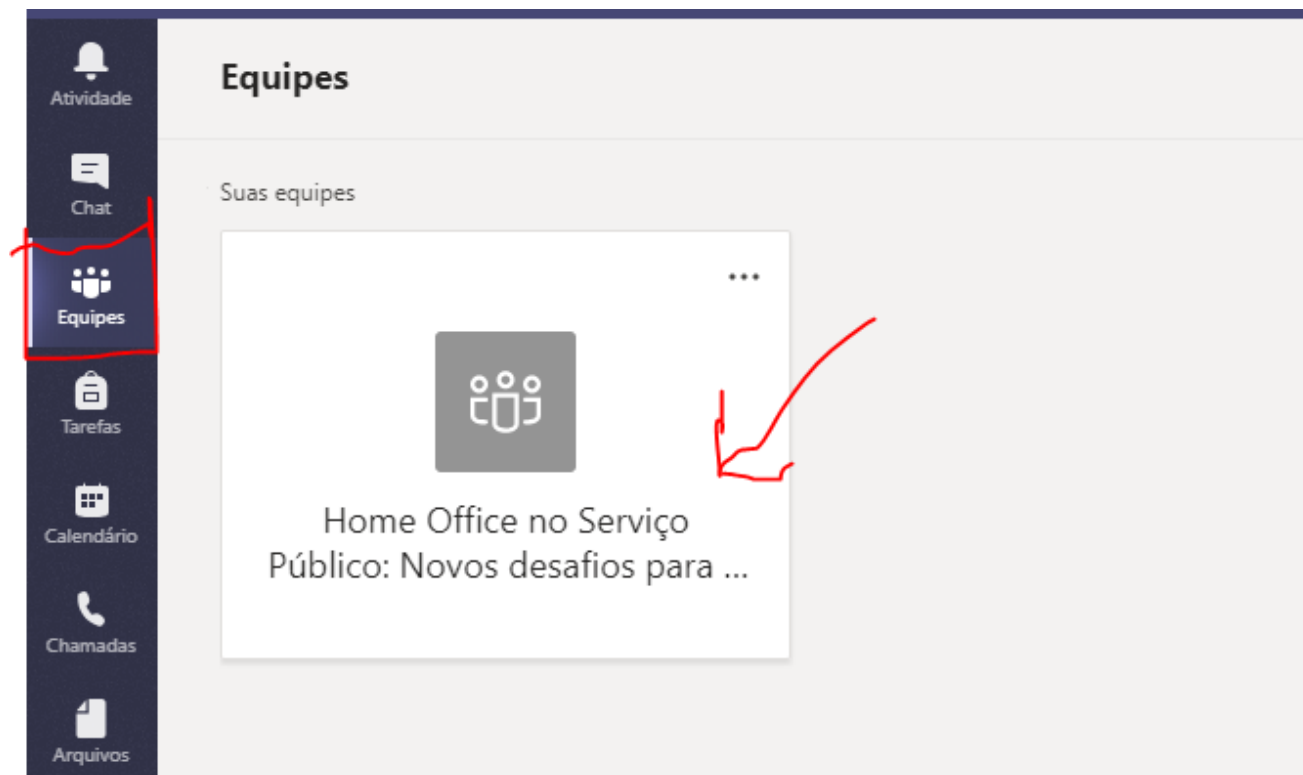 Atividade
Chat
Equipes
Tarefas
Calendário
Chamadas
Arquivos
Equipes
Suas equipes
Home Office no Serviço
Público: Novos desafios para ...